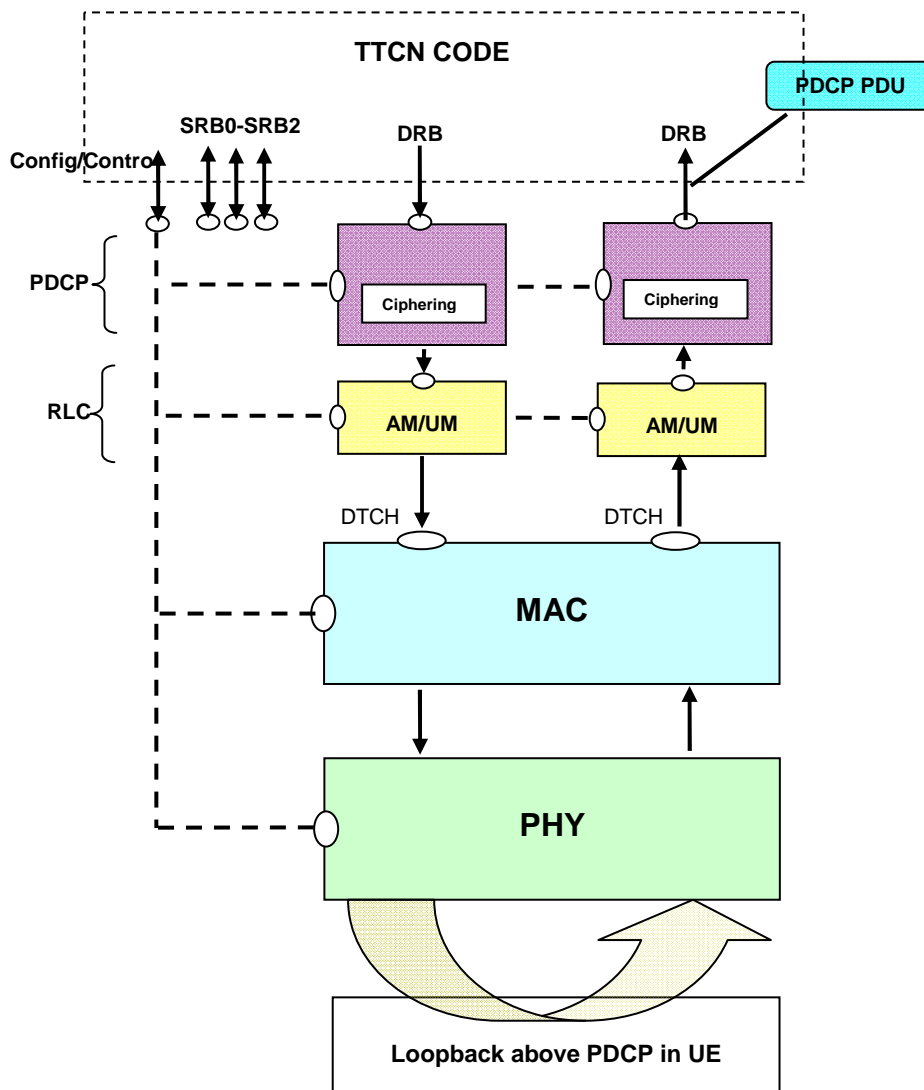 TTCN CODE
PDCP PDU
SRB0-SRB2
DRB
DRB
Config/Contro
PDCP
Ciphering
Ciphering
RLC
AM/UM
AM/UM
DTCH
DTCH
MAC
PHY
Loopback above PDCP in UE